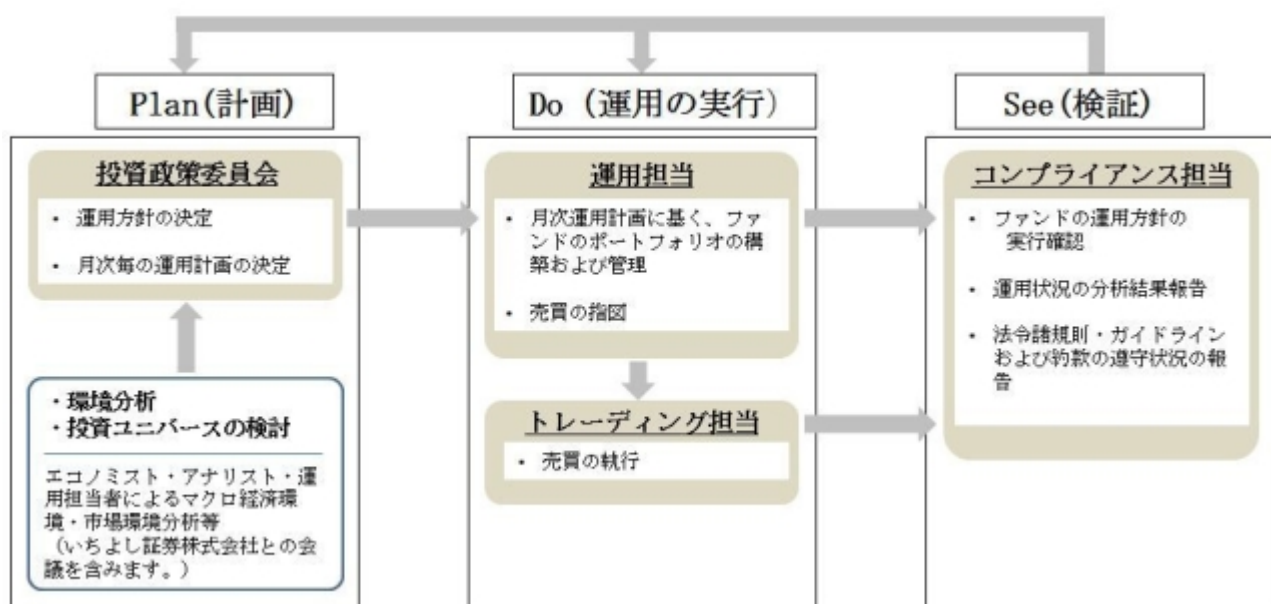 Plan(計画)
投資政策委員会
・ 運用方針の決定
・ 月次毎の運用計画の決定
・環境分析
・投資ユニバースの検討
エコノミスト・アナリスト・運
用担当者によるマクロ経済環
境・市場環境分析等
(いちよし証券株式会社との会
議を含みます。)
Do (運用の実行)
運用担当
・ 月次運用計画に基く、ファ
ンドのポートフォリオの構
築および管理
・ 売買の指図
トレーディング担当
・ 売買の執行
See(検証)
コンプライアンス担当
・ ファンドの運用方針の
実行確認
・ 運用状況の分析結果報告
・ 法令諸規則・ガイドライン
および約款の遵守状況の報
告